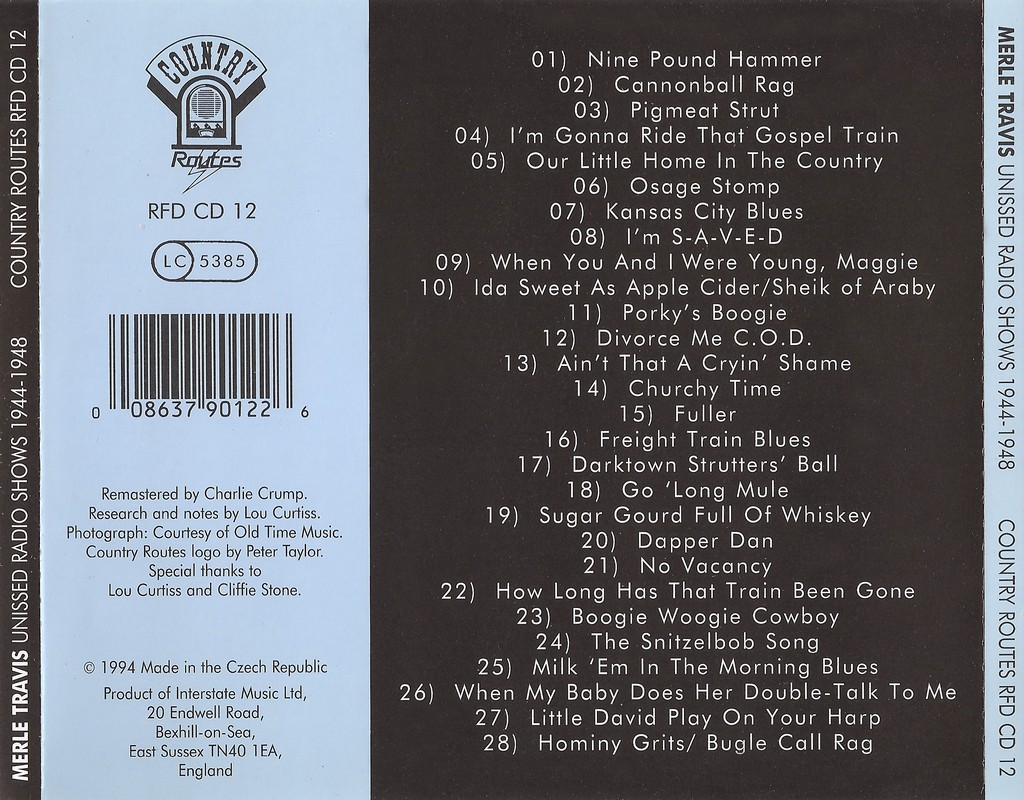 MERLE TRAVIS UNISSED RADIO SHOWS 1944-1948 COUNTRY ROUTES RFD CD 12
COUNTRY
Routes
RFD CD 12
LC 5385
0 08637 90122 6
Remastered by Charlie Crump.
Research and notes by Lou Curtiss.
Photograph: Courtesy of Old Time Music.
Country Routes logo by Peter Taylor.
Special thanks to
Lou Curtiss and Cliffie Stone.
© 1994 Made in the Czech Republic
Product of Interstate Music Ltd,
20 Endwell Road,
Bexhill-on-Sea,
East Sussex TN40 1EA,
England
01) Nine Pound Hammer
02) Cannonball Rag
03) Pigmeat Strut
04) I'm Gonna Ride That Gospel Train
05) Our Little Home In The Country
06) Osage Stomp
07) Kansas City Blues
08) I'm S-A-V-E-D
09) When You And I Were Young, Maggie
10) Ida Sweet As Apple Cider/Sheik of Araby
11) Porky's Boogie
12) Divorce Me C.O.D.
13) Ain't That A Cryin' Shame
14) Churchy Time
15) Fuller
16) Freight Train Blues
17) Darktown Strutters' Ball
18) Go 'Long Mule
19) Sugar Gourd Full Of Whiskey
20) Dapper Dan
21) No Vacancy
22) How Long Has That Train Been Gone
23) Boogie Woogie Cowboy
24) The Snitzelbob Song
25) Milk 'Em In The Morning Blues
26) When My Baby Does Her Double-Talk To Me
27) Little David Play On Your Harp
28) Hominy Grits/ Bugle Call Rag
MERLE TRAVIS UNISSED RADIO SHOWS 1944-1948 COUNTRY ROUTES RFD CD 12